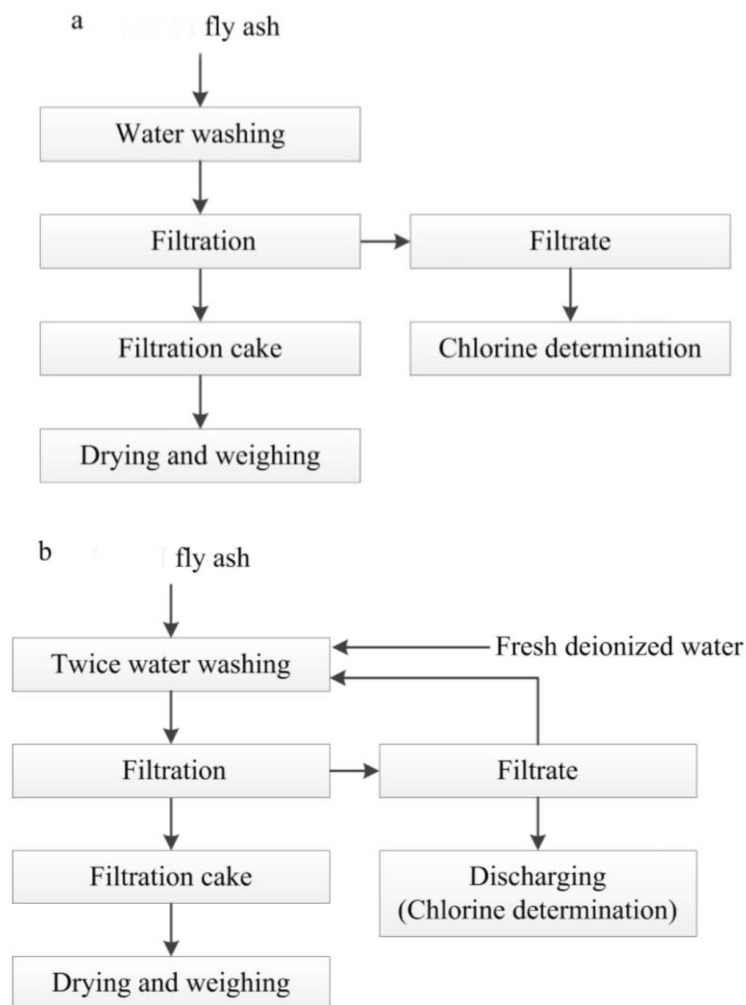 a
fly ash
Water washing
Filtration
Filtrate
Filtration cake
Chlorine determination
Drying and weighing
b
fly ash
Twice water washing
Fresh deionized water
Filtration
Filtrate
Filtration cake
Discharging
(Chlorine determination)
Drying and weighing